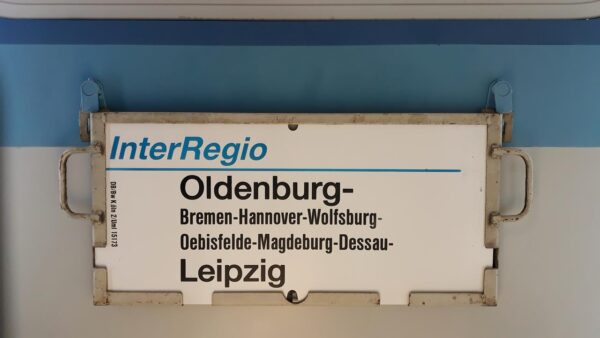 InterRegio
Oldenburg-
Bremen-Hannover-Wolfsburg-
Oebisfelde-Magdeburg-Dessau-
Leipzig